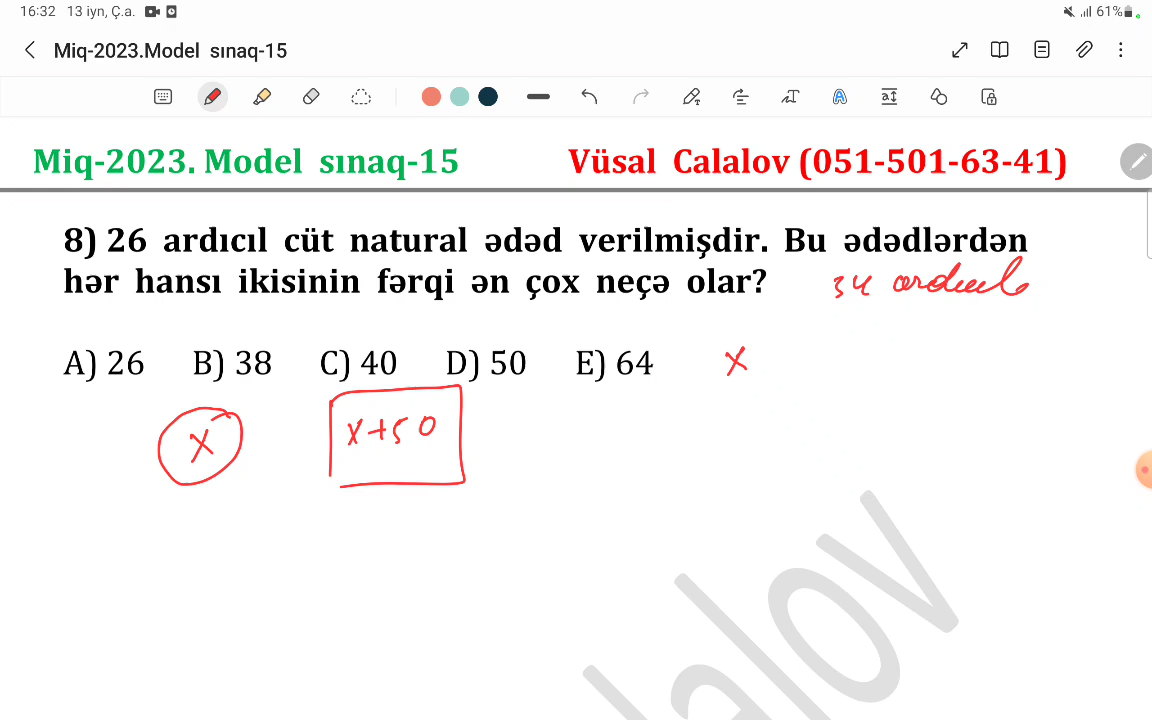 16:32 13 iyn, Ç.a. 61%
Miq-2023.Model sınaq-15
Miq-2023. Model sınaq-15 Vüsal Calalov (051-501-63-41)
8) 26 ardıcıl cüt natural ədəd verilmişdir. Bu ədədlərdən
hər hansı ikisinin fərqi ən çox neçə olar? 34
A) 26 B) 38 C) 40 D) 50 E) 64 x
x x+50
alov